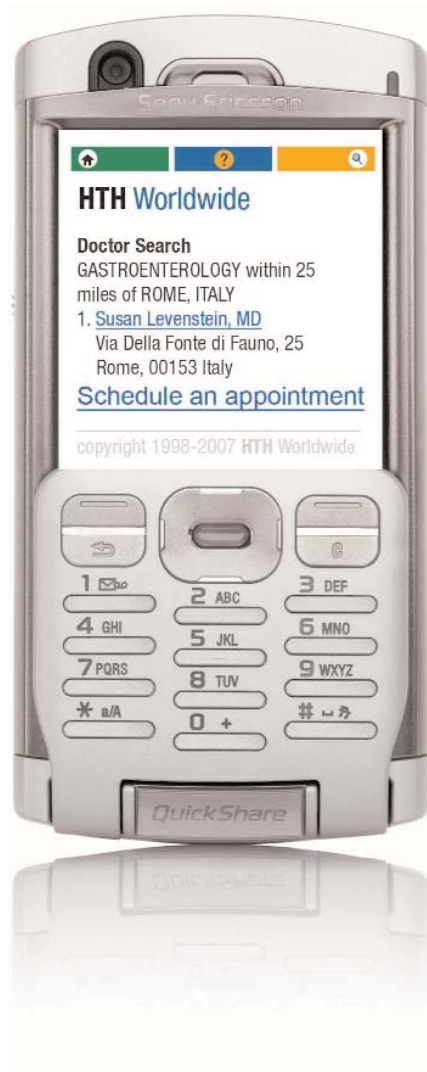 Sony Ericsson
?
HTH Worldwide
Doctor Search
GASTROENTEROLOGY within 25
miles of ROME, ITALY
1. Susan Levenstein, MD
Via Della Fonte di Fauno, 25
Rome, 00153 Italy
Schedule an appointment
copyright 1998-2007 HTH Worldwide
C
1
2 ABC
3 DEF
4 GHI
5 JKL
6 MNO
7 PQRS
8 TUV
9 WXYZ
* a/A
0 +
#
QuickShare